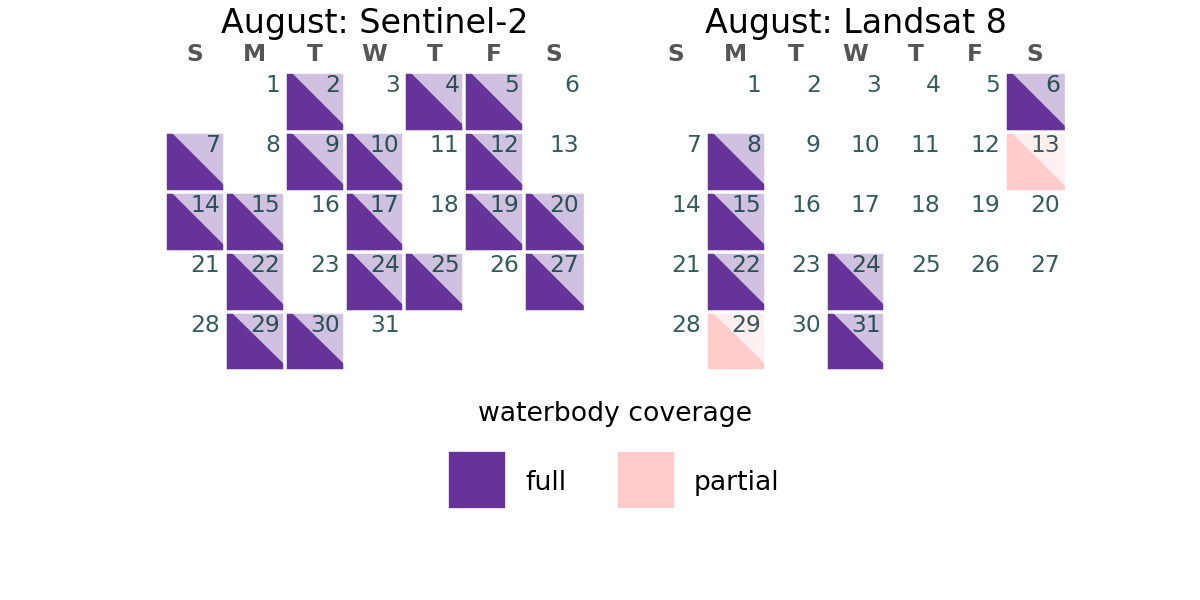 August: Sentinel-2
S M T W T F S
1 2 3 4 5 6
7 8 9 10 11 12 13
14 15 16 17 18 19 20
21 22 23 24 25 26 27
28 29 30 31
August: Landsat 8
S M T W T F S
1 2 3 4 5 6
7 8 9 10 11 12 13
14 15 16 17 18 19 20
21 22 23 24 25 26 27
28 29 30 31
waterbody coverage
full partial